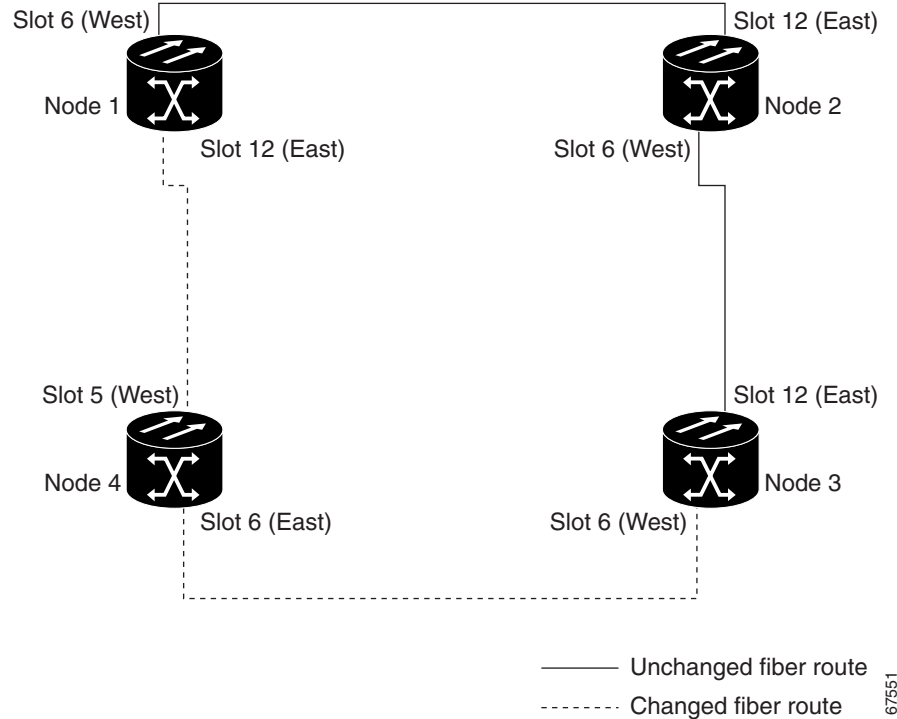 Slot 6 (West)
Slot 12 (East)
Node 1
Node 2
Slot 12 (East)
Slot 6 (West)
Slot 5 (West)
Slot 12 (East)
Node 4
Node 3
Slot 6 (East)
Slot 6 (West)
Unchanged fiber route
Changed fiber route
67551